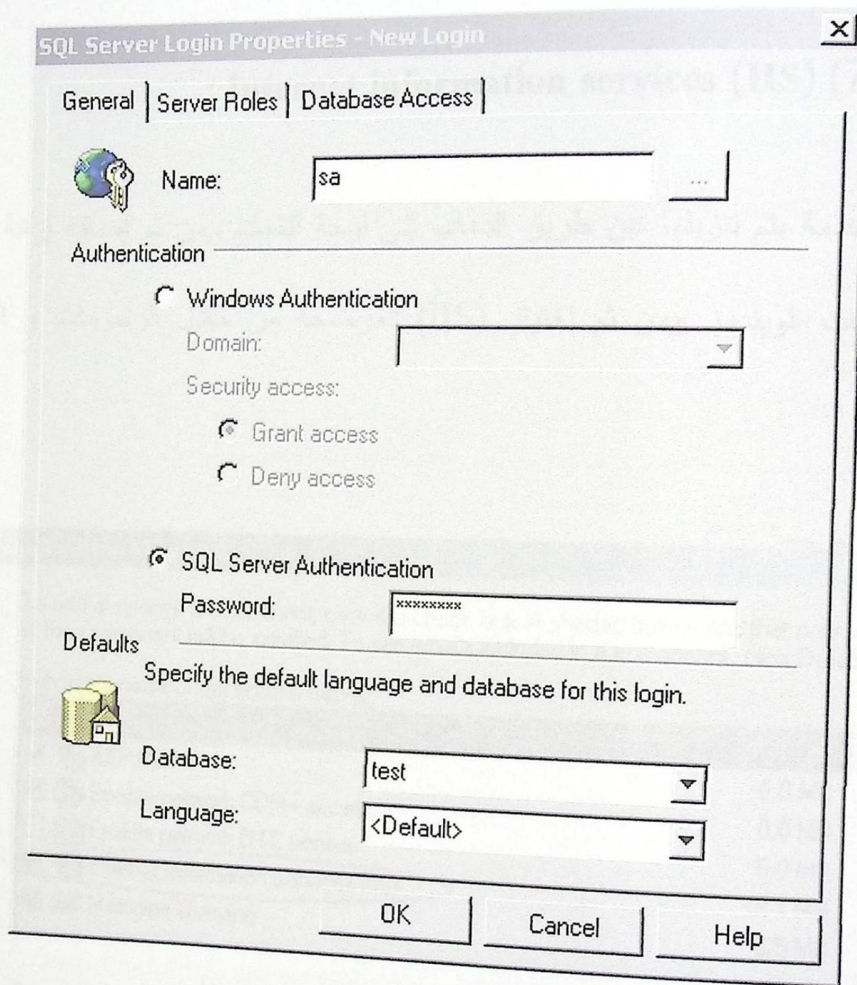 SQL Server Login Properties - New Login
General Server Roles Database Access
Name: sa ...
Authentication
Windows Authentication
Domain:
Security access:
Grant access
Deny access
SQL Server Authentication
Password: xxxxxxxx
Defaults
Specify the default language and database for this login.
Database: test
Language: <Default>
OK Cancel Help